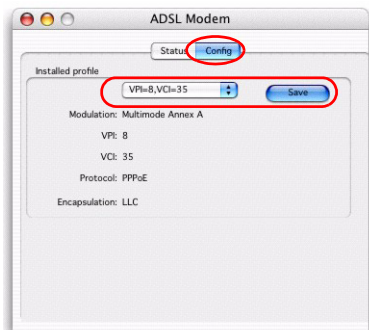 ADSL Modem
Status Config
Installed profile
VPI=8,VCI=35 Save
Modulation: Multimode Annex A
VPI: 8
VCI: 35
Protocol: PPPoE
Encapsulation: LLC